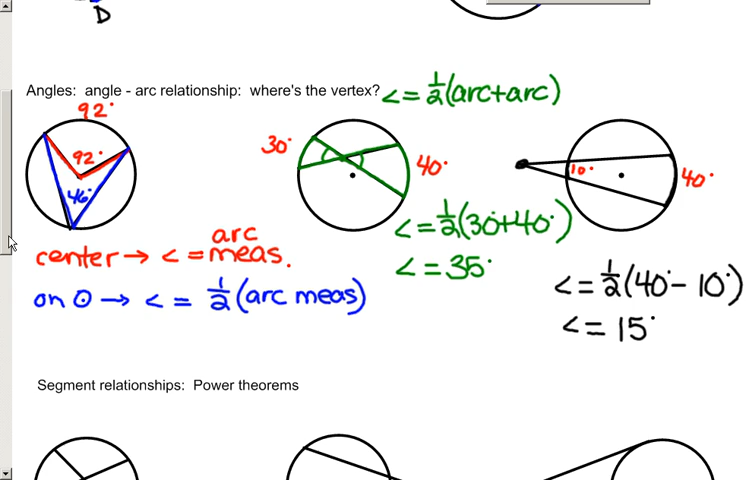 D
Angles: angle - arc relationship: where's the vertex?
∠ = 1/2(arc+arc)
92°
92°
46°
30°
40°
10°
40°
center → ∠ = arc meas.
on ⊙ → ∠ = 1/2 (arc meas)
∠ = 1/2(30°+40°)
∠ = 35°
∠ = 1/2(40°- 10°)
∠ = 15°
Segment relationships: Power theorems